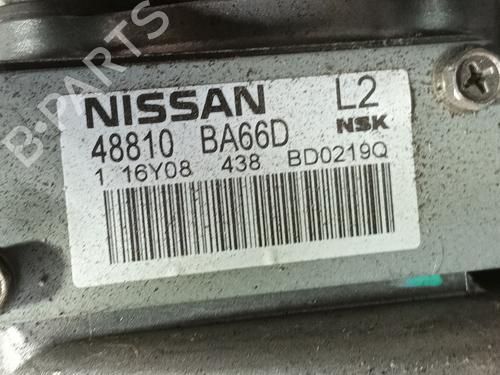 NISSAN L2
48810 BA66D NSK
1 16Y08 438 BD0219Q
B-PARTS